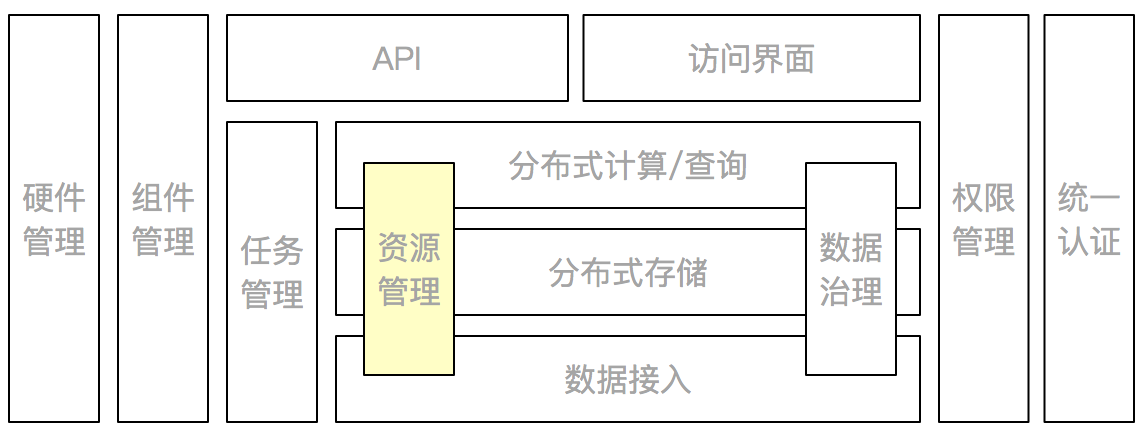 硬件
管理
组件
管理
API
访问界面
任务
管理
分布式计算/查询
资源
管理
分布式存储
数据
治理
数据接入
权限
管理
统一
认证